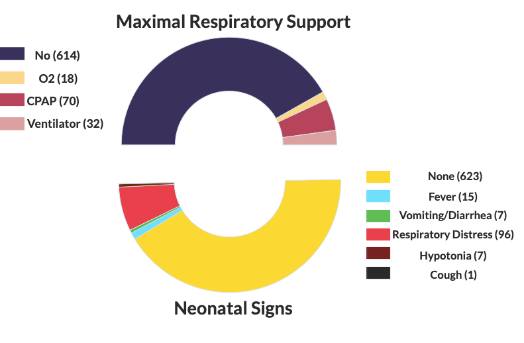 Maximal Respiratory Support
No (614)
O2 (18)
CPAP (70)
Ventilator (32)
None (623)
Fever (15)
Vomiting/Diarrhea (7)
Respiratory Distress (96)
Hypotonia (7)
Cough (1)
Neonatal Signs